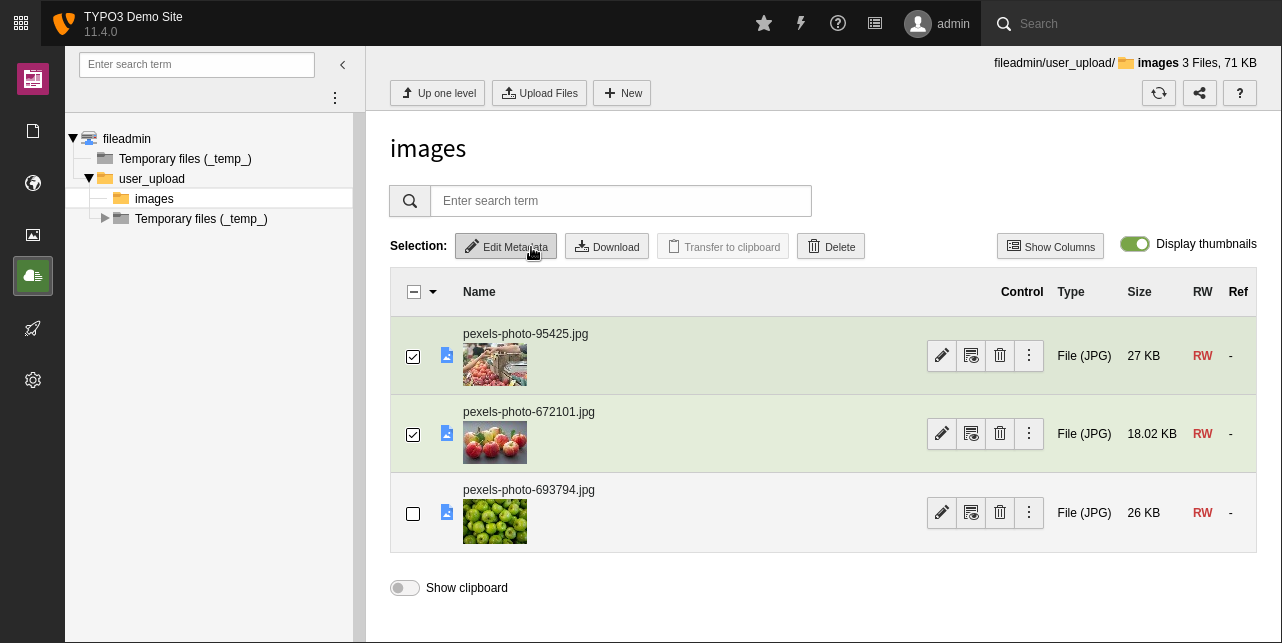 TYPO3 Demo Site
11.4.0
admin
Search
Enter search term
fileadmin
Temporary files (_temp_)
user_upload
images
Temporary files (_temp_)
fileadmin/user_upload/ images 3 Files, 71 KB
Up one level
Upload Files
New
?
images
Enter search term
Selection: Edit Metadata Download Transfer to clipboard Delete Show Columns Display thumbnails
Name Control Type Size RW Ref
pexels-photo-95425.jpg
File (JPG) 27 KB RW -
pexels-photo-672101.jpg
File (JPG) 18.02 KB RW -
pexels-photo-693794.jpg
File (JPG) 26 KB RW -
Show clipboard